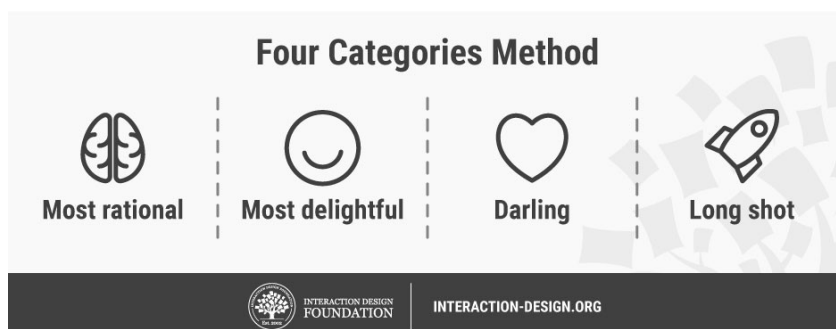 Four Categories Method
Most rational
Most delightful
Darling
Long shot
INTERACTION DESIGN
FOUNDATION
INTERACTION-DESIGN.ORG